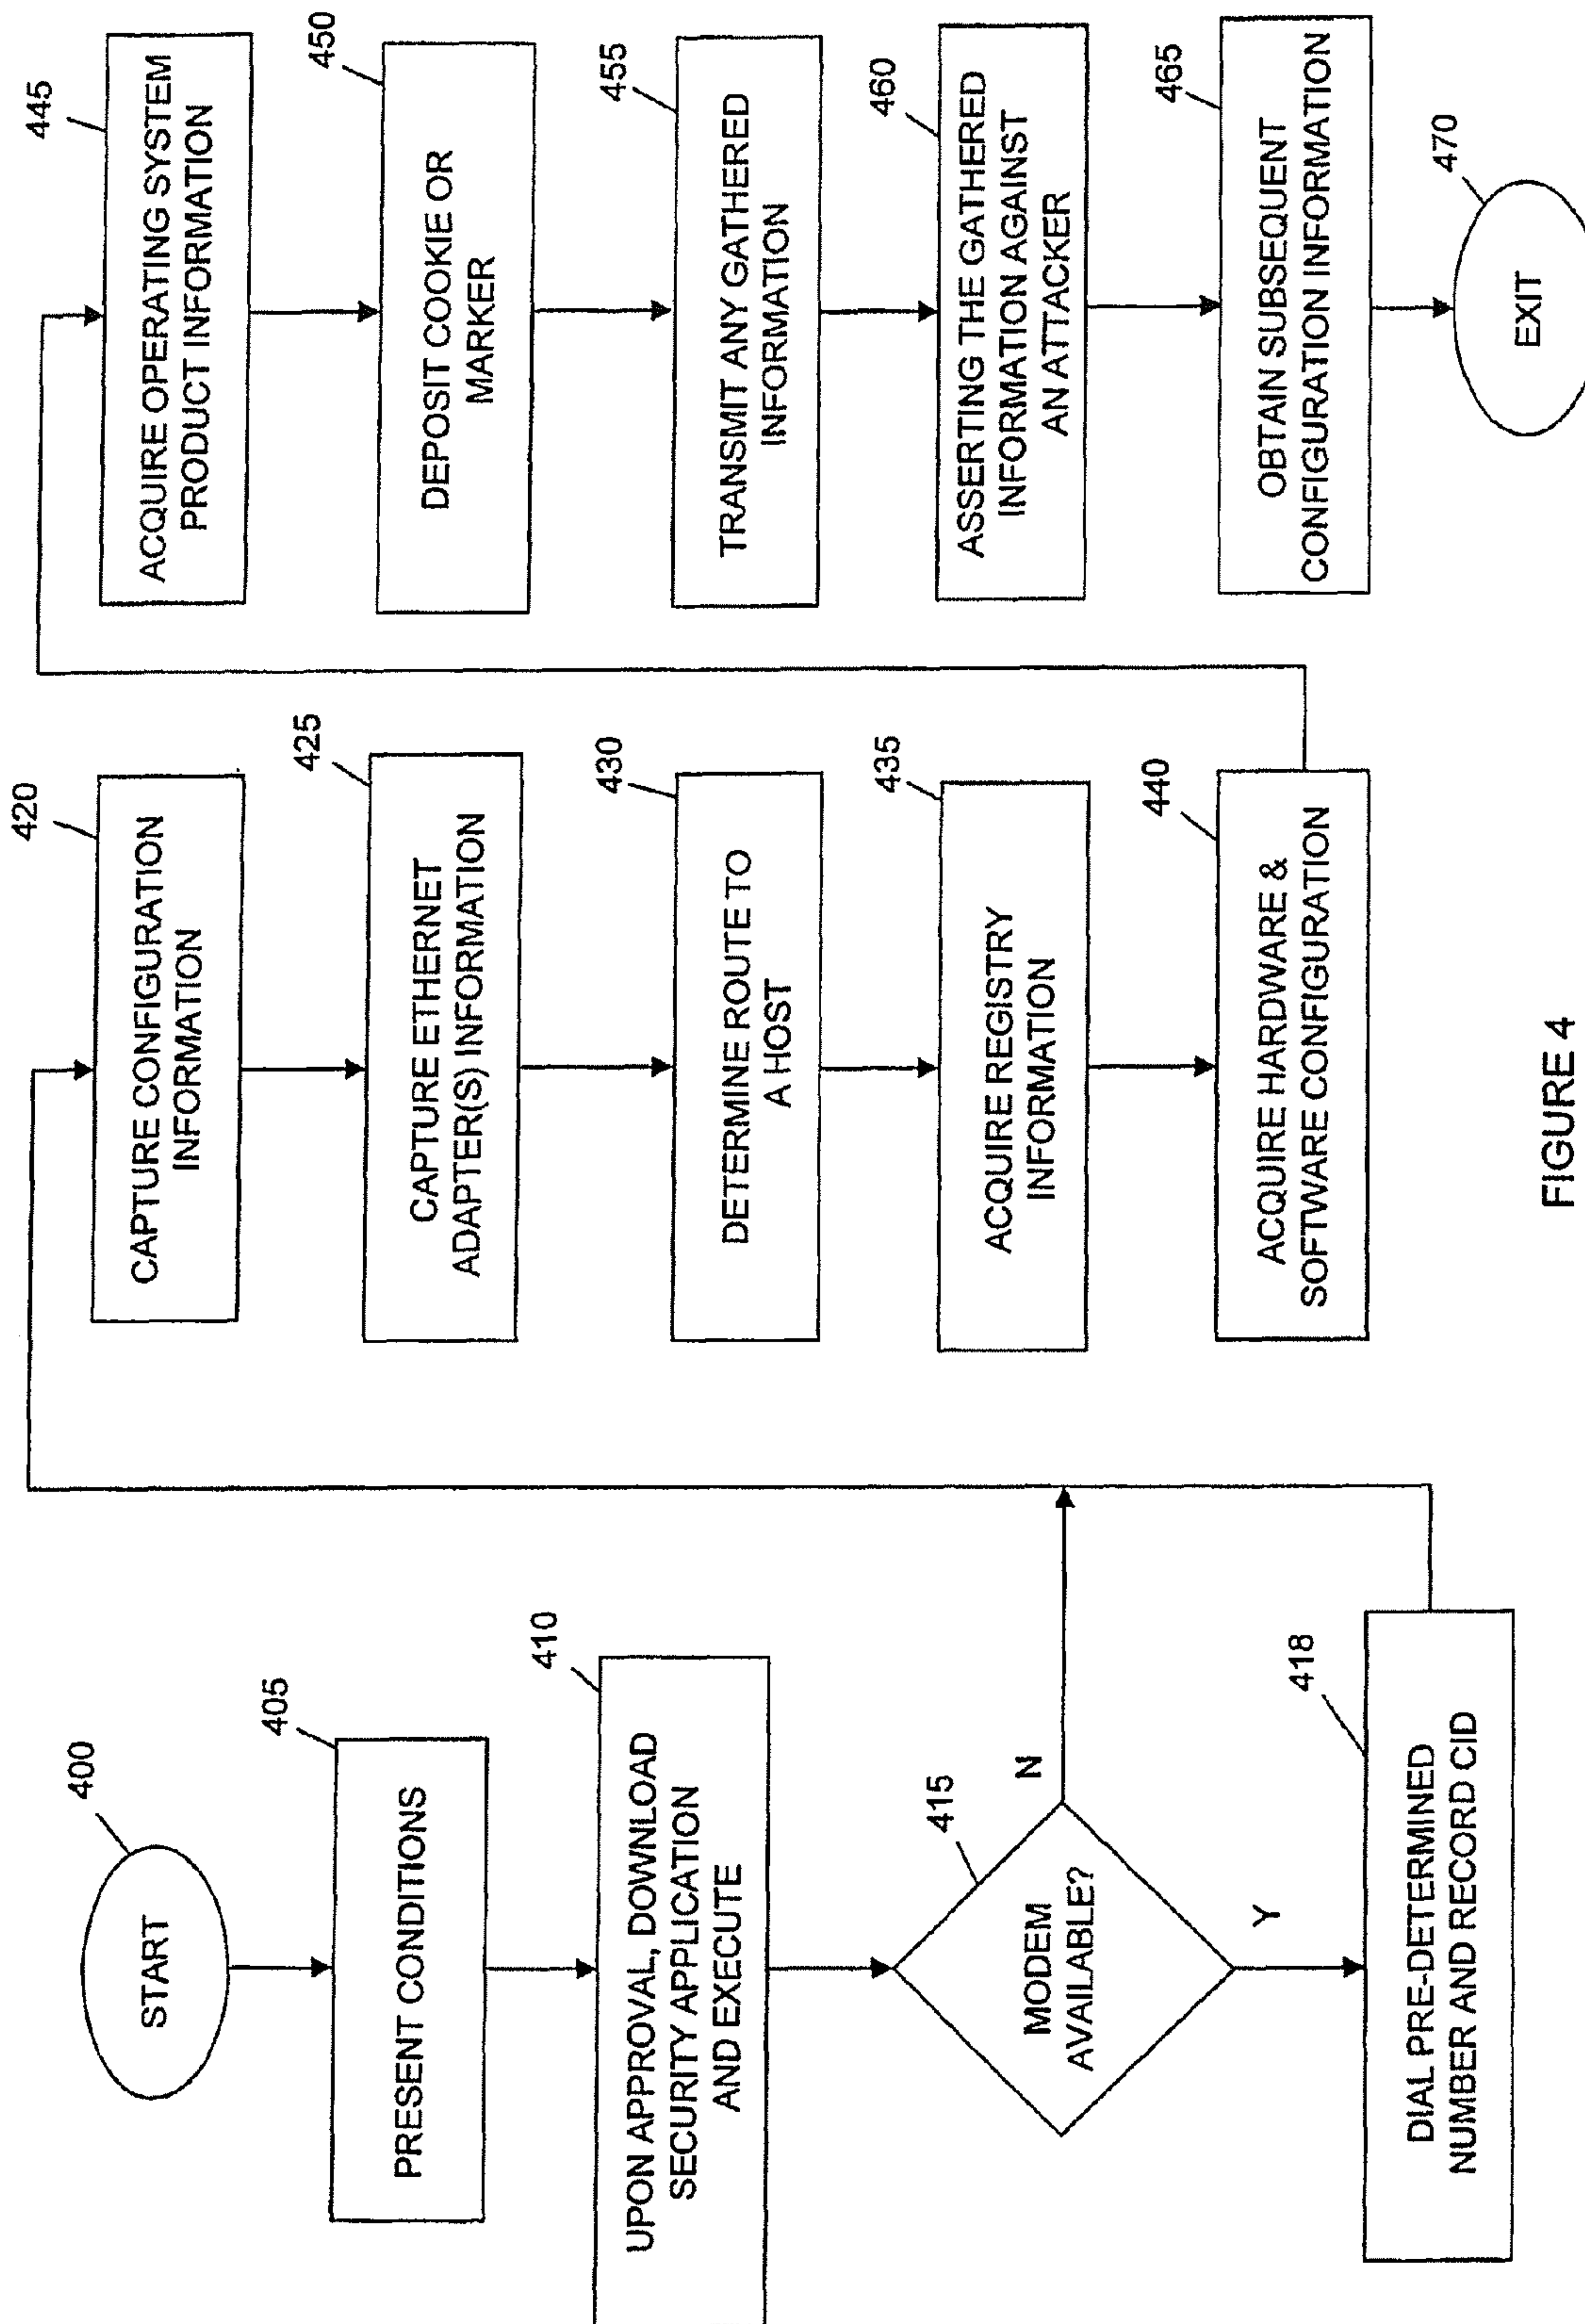 400
START
405
PRESENT CONDITIONS
410
UPON APPROVAL, DOWNLOAD
SECURITY APPLICATION
AND EXECUTE
415
MODEM
AVAILABLE?
N
Y
418
DIAL PRE-DETERMINED
NUMBER AND RECORD CID
420
CAPTURE CONFIGURATION
INFORMATION
425
CAPTURE ETHERNET
ADAPTER(S) INFORMATION
430
DETERMINE ROUTE TO
A HOST
435
ACQUIRE REGISTRY
INFORMATION
440
ACQUIRE HARDWARE &
SOFTWARE CONFIGURATION
445
ACQUIRE OPERATING SYSTEM
PRODUCT INFORMATION
450
DEPOSIT COOKIE OR
MARKER
455
TRANSMIT ANY GATHERED
INFORMATION
460
ASSERTING THE GATHERED
INFORMATION AGAINST
AN ATTACKER
465
OBTAIN SUBSEQUENT
CONFIGURATION INFORMATION
470
EXIT
FIGURE 4